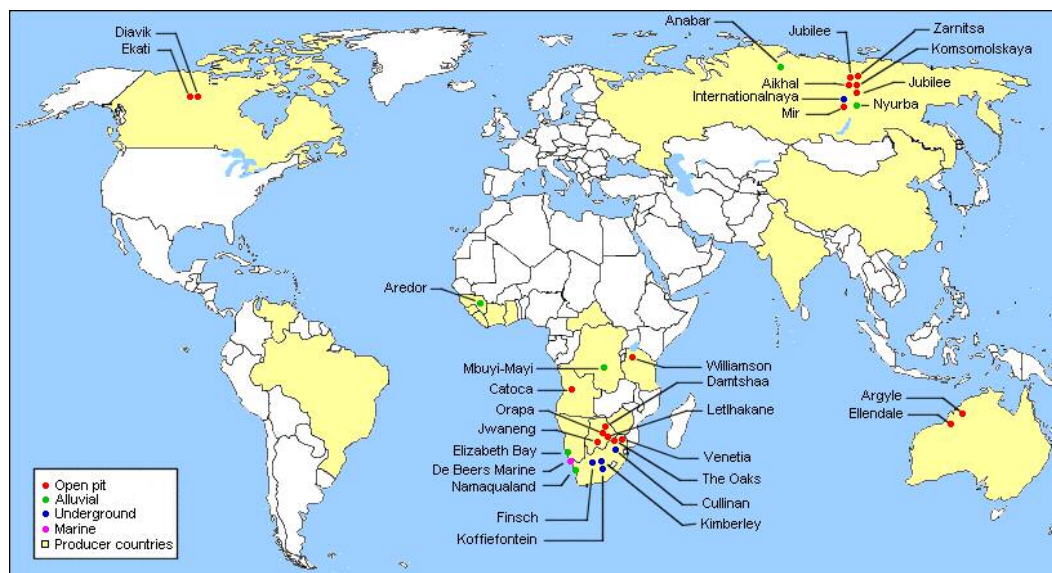 Diavik
Ekati
Anabar
Jubilee
Zarnitsa
Komsomolskaya
Aikhal
Jubilee
Internationalnaya
Nyurba
Mir
Aredor
Mbuyi-Mayi
Williamson
Catoca
Damtshaa
Orapa
Letlhakane
Jwaneng
Argyle
Ellendale
Elizabeth Bay
Venetia
De Beers Marine
The Oaks
Namaqualand
Cullinan
Finsch
Kimberley
Koffiefontein
Open pit
Alluvial
Underground
Marine
Producer countries